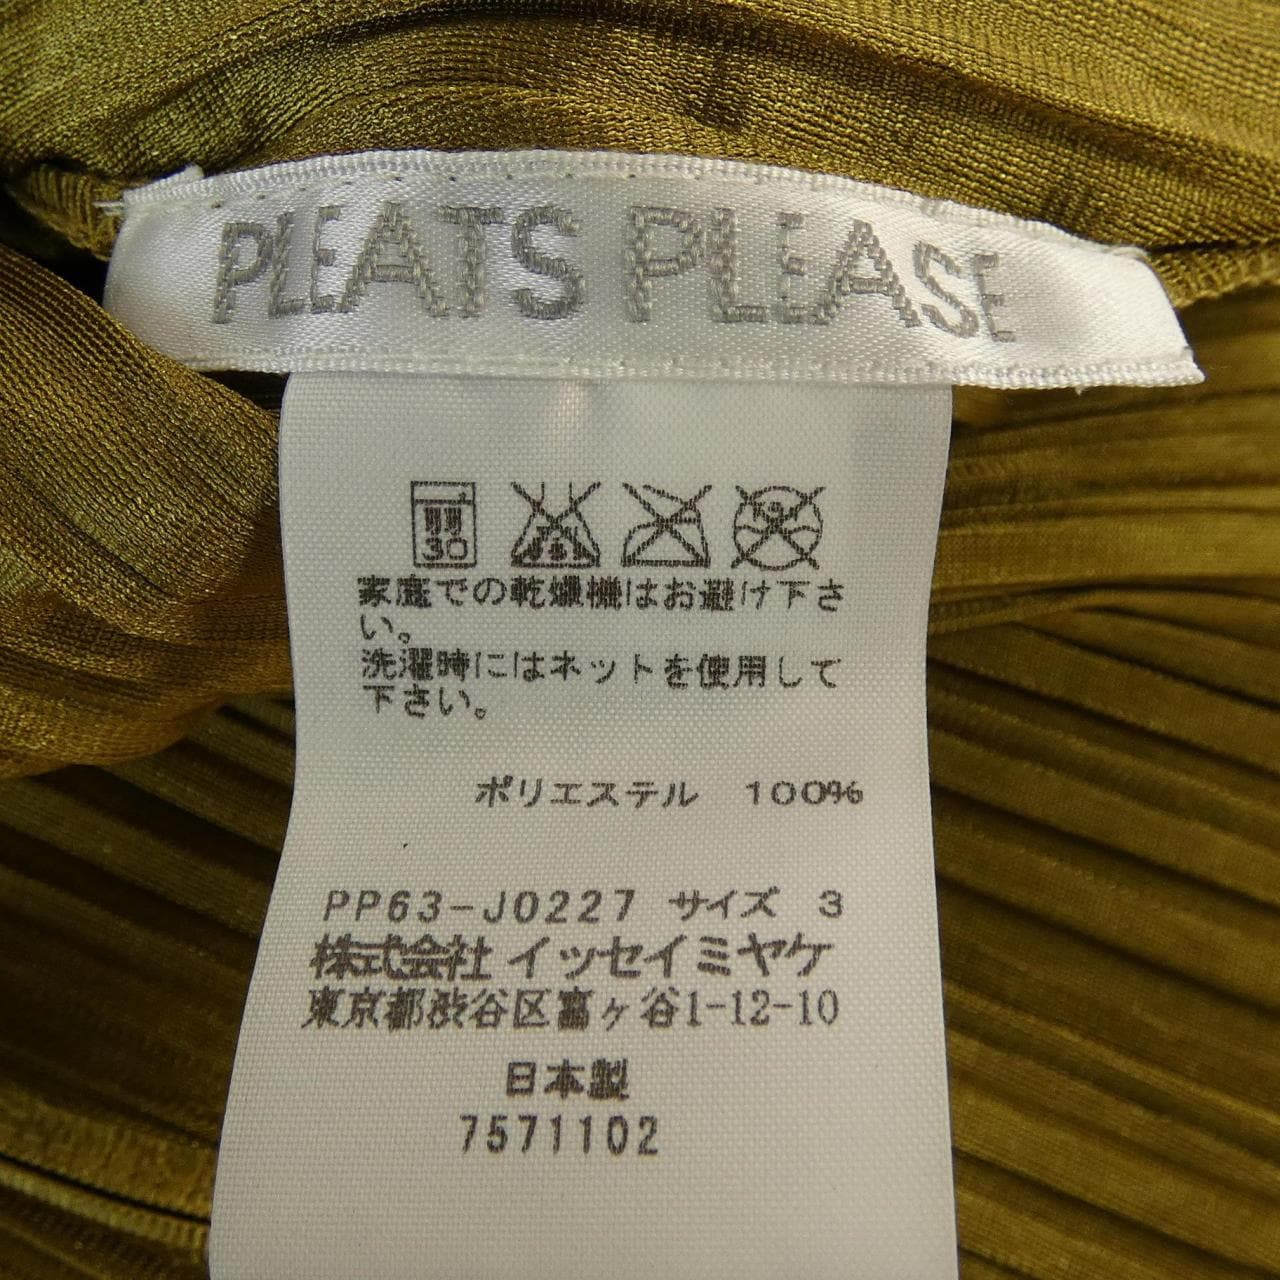 PLEATS PLEASE
30
家庭での乾燥機はお避け下さ
い。
洗濯時にはネットを使用して
下さい。
ポリエステル 100%
PP63-J0227 サイズ 3
株式会社 イッセイミヤケ
東京都渋谷区富ヶ谷1-12-10
日本製
7571102